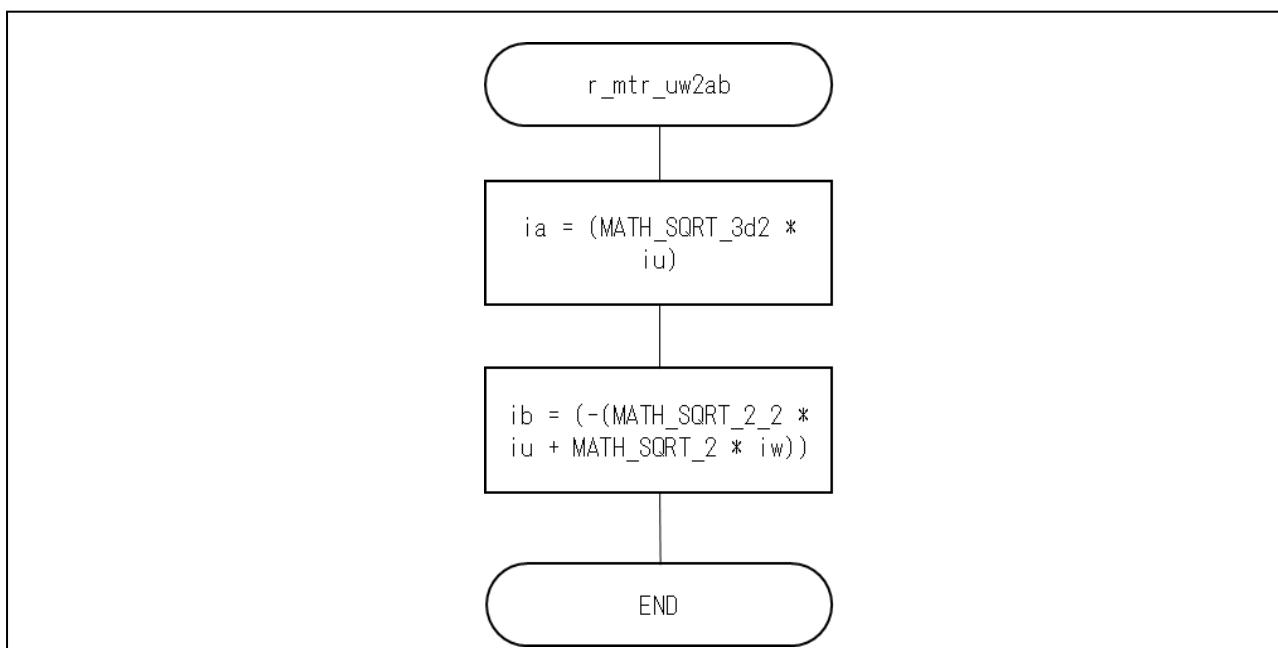 r_mtr_uw2ab
ia = (MATH_SQRT_3d2 *
iu)
ib = (-(MATH_SQRT_2_2 *
iu + MATH_SQRT_2 * iw))
END